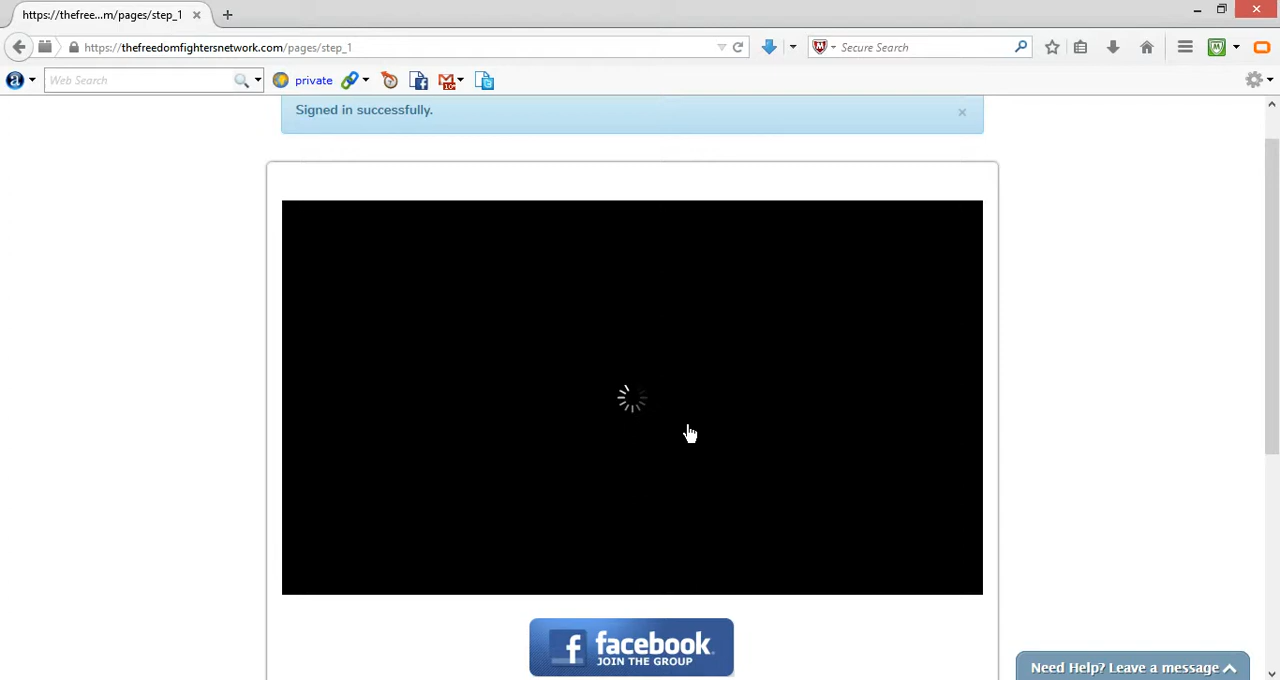 https://thefree...m/pages/step_1
https://thefreedomfightersnetwork.com/pages/step_1
Secure Search
Web Search
private
Signed in successfully.
facebook
JOIN THE GROUP
Need Help? Leave a message